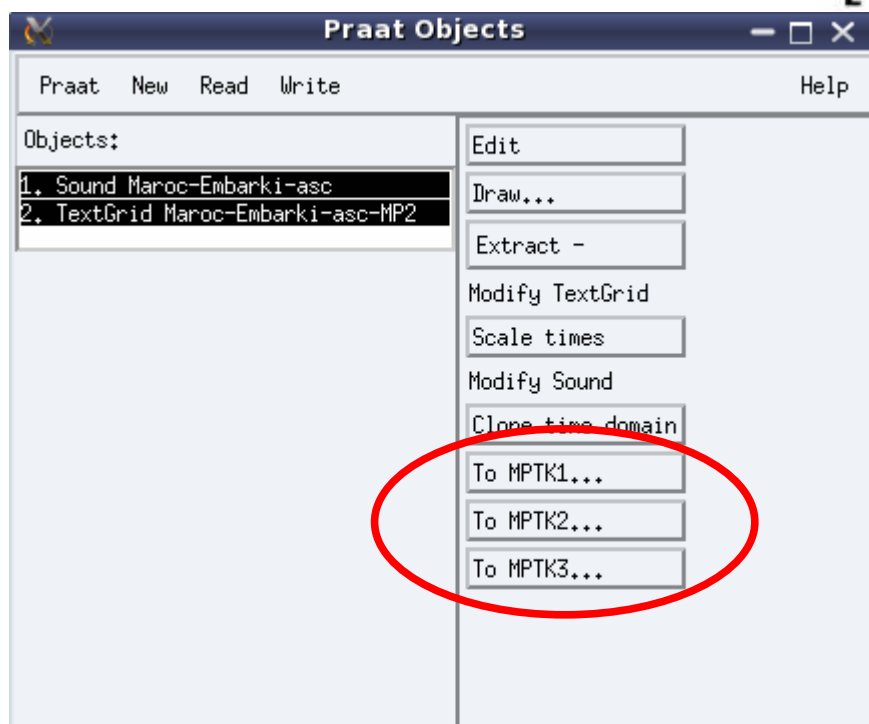 Praat Objects
Praat New Read Write Help
Objects:
1. Sound Maroc-Embarki-asc
2. TextGrid Maroc-Embarki-asc-MP2
Edit
Draw...
Extract -
Modify TextGrid
Scale times
Modify Sound
Clone time domain
To MPTK1...
To MPTK2...
To MPTK3...